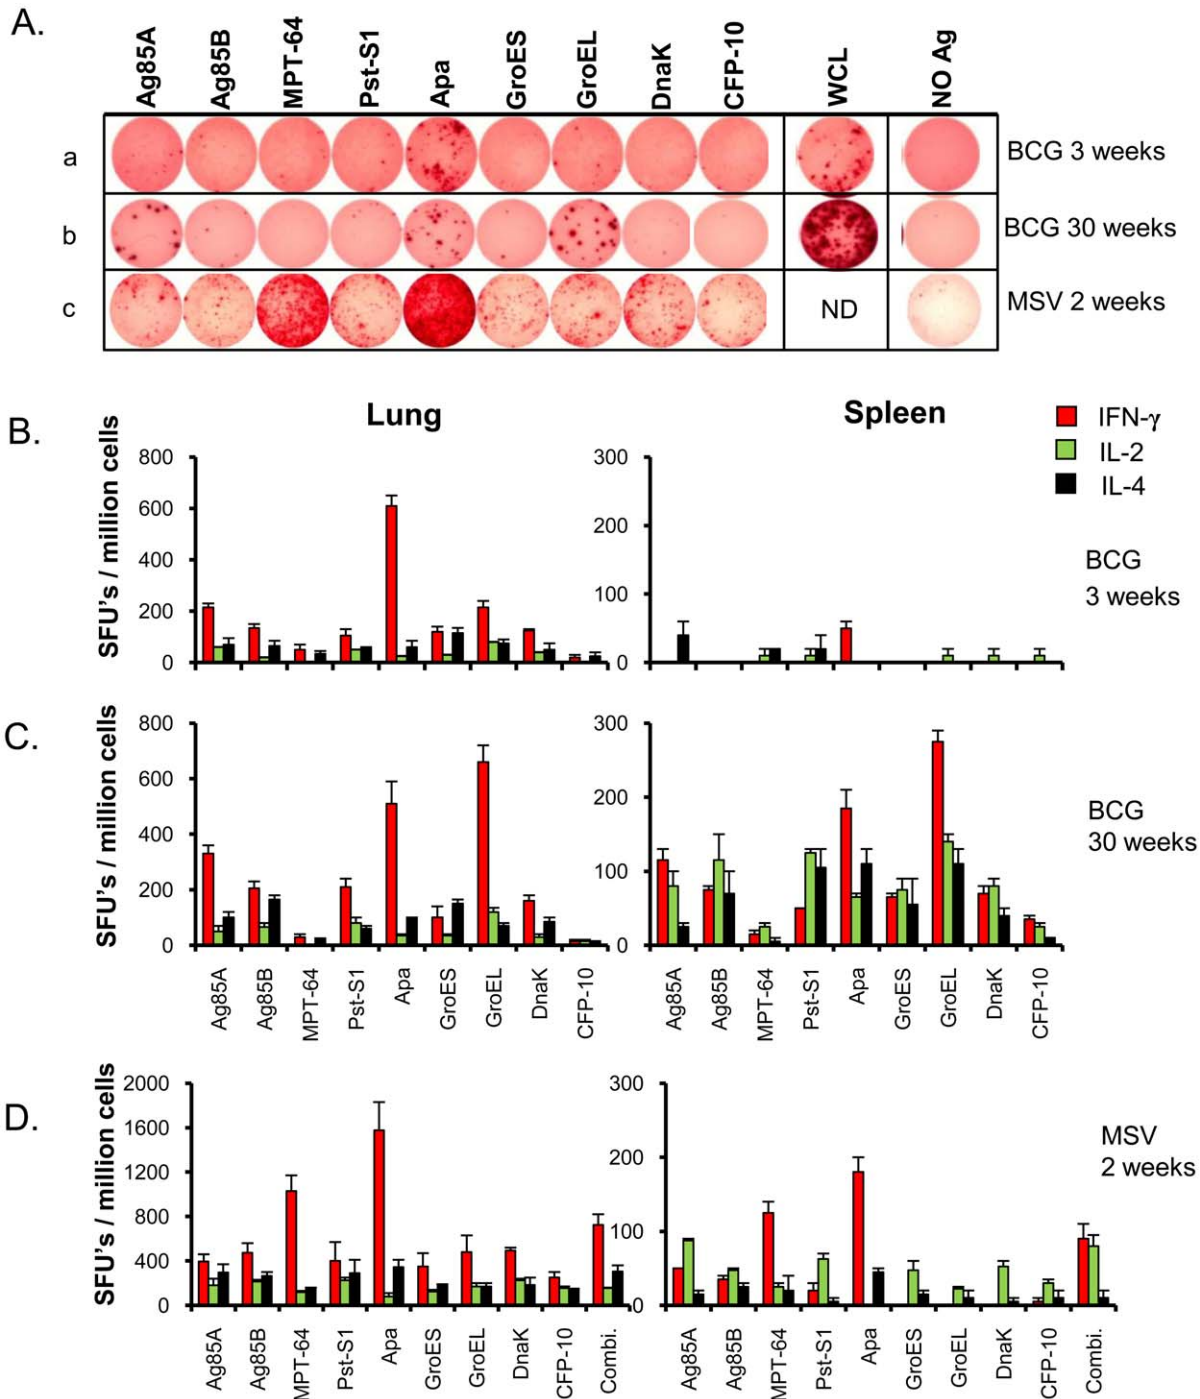 A.
Ag85A Ag85B MPT-64 Pst-S1 Apa GroES GroEL DnaK CFP-10 WCL NO Ag
a BCG 3 weeks
b BCG 30 weeks
c ND MSV 2 weeks
B.
Lung Spleen
IFN-γ
IL-2
IL-4
SFU's / million cells
800
600
400
200
0
300
200
100
0
BCG
3 weeks
C.
SFU's / million cells
800
600
400
200
0
300
200
100
0
BCG
30 weeks
Ag85A Ag85B MPT-64 Pst-S1 Apa GroES GroEL DnaK CFP-10
Ag85A Ag85B MPT-64 Pst-S1 Apa GroES GroEL DnaK CFP-10
D.
SFU's / million cells
2000
1600
1200
800
400
0
300
200
100
0
MSV
2 weeks
Ag85A Ag85B MPT-64 Pst-S1 Apa GroES GroEL DnaK CFP-10 Combi.
Ag85A Ag85B MPT-64 Pst-S1 Apa GroES GroEL DnaK CFP-10 Combi.